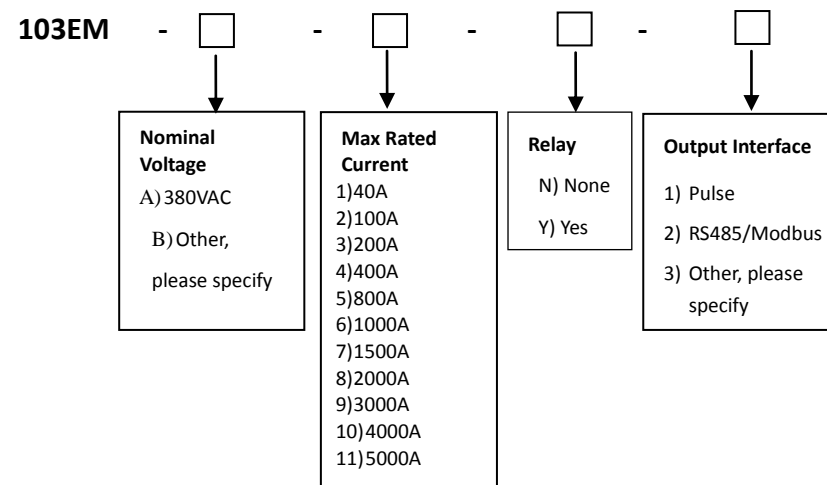 103EM - - - -
Nominal
Voltage
A) 380VAC
B) Other,
please specify
Max Rated
Current
1)40A
2)100A
3)200A
4)400A
5)800A
6)1000A
7)1500A
8)2000A
9)3000A
10)4000A
11)5000A
Relay
N) None
Y) Yes
Output Interface
1) Pulse
2) RS485/Modbus
3) Other, please
specify